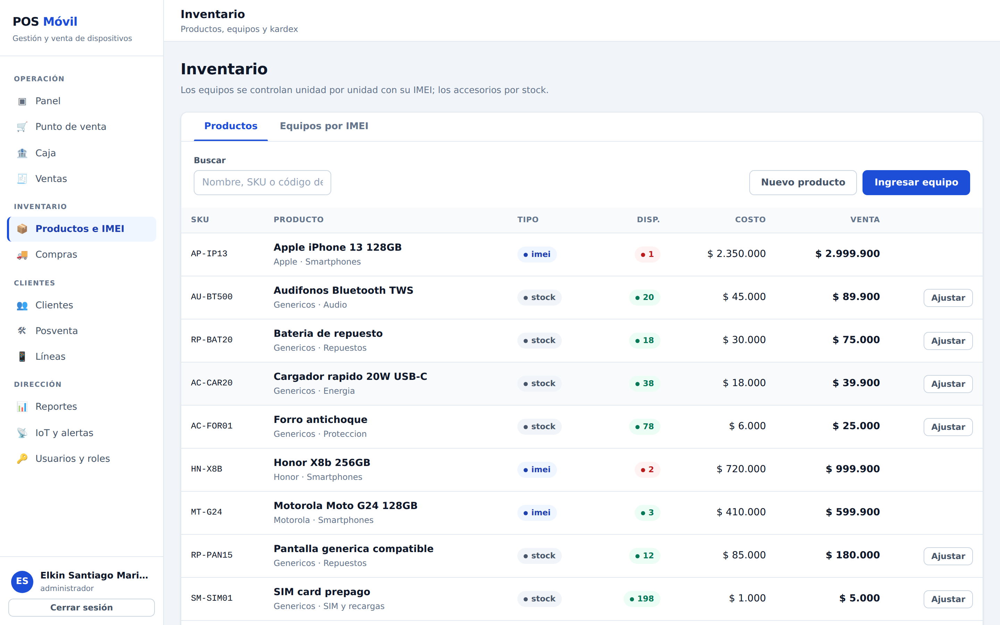 POS Móvil
Gestión y venta de dispositivos
OPERACIÓN
Panel
Punto de venta
Caja
Ventas
INVENTARIO
Productos e IMEI
Compras
CLIENTES
Clientes
Posventa
Líneas
DIRECCIÓN
Reportes
IoT y alertas
Usuarios y roles
ES
Elkin Santiago Mari...
administrador
Cerrar sesión
Inventario
Productos, equipos y kardex
Inventario
Los equipos se controlan unidad por unidad con su IMEI; los accesorios por stock.
Productos Equipos por IMEI
Buscar
Nombre, SKU o código de
Nuevo producto Ingresar equipo
SKU PRODUCTO TIPO DISP. COSTO VENTA
AP-IP13 Apple iPhone 13 128GB imei 1 $ 2.350.000 $ 2.999.900
Apple · Smartphones
AU-BT500 Audifonos Bluetooth TWS stock 20 $ 45.000 $ 89.900 Ajustar
Genericos · Audio
RP-BAT20 Bateria de repuesto stock 18 $ 30.000 $ 75.000 Ajustar
Genericos · Repuestos
AC-CAR20 Cargador rapido 20W USB-C stock 38 $ 18.000 $ 39.900 Ajustar
Genericos · Energia
AC-FOR01 Forro antichoque stock 78 $ 6.000 $ 25.000 Ajustar
Genericos · Proteccion
HN-X8B Honor X8b 256GB imei 2 $ 720.000 $ 999.900
Honor · Smartphones
MT-G24 Motorola Moto G24 128GB imei 3 $ 410.000 $ 599.900
Motorola · Smartphones
RP-PAN15 Pantalla generica compatible stock 12 $ 85.000 $ 180.000 Ajustar
Genericos · Repuestos
SM-SIM01 SIM card prepago stock 198 $ 1.000 $ 5.000 Ajustar
Genericos · SIM y recargas